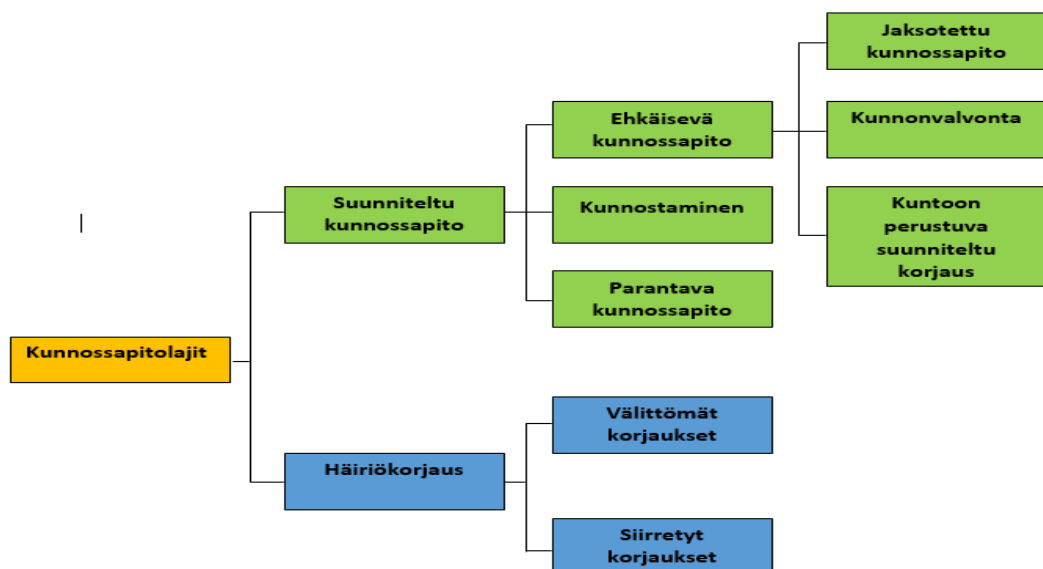 Jaksotettu
kunnossapito
Ehkäisevä
kunnossapito
Kunnonvalvonta
Suunniteltu
kunnossapito
Kunnostaminen
Kuntoon
perustuva
suunniteltu
korjaus
Parantava
kunnossapito
Kunnossapitolajit
Välittömät
korjaukset
Häiriökorjaus
Siirretyt
korjaukset